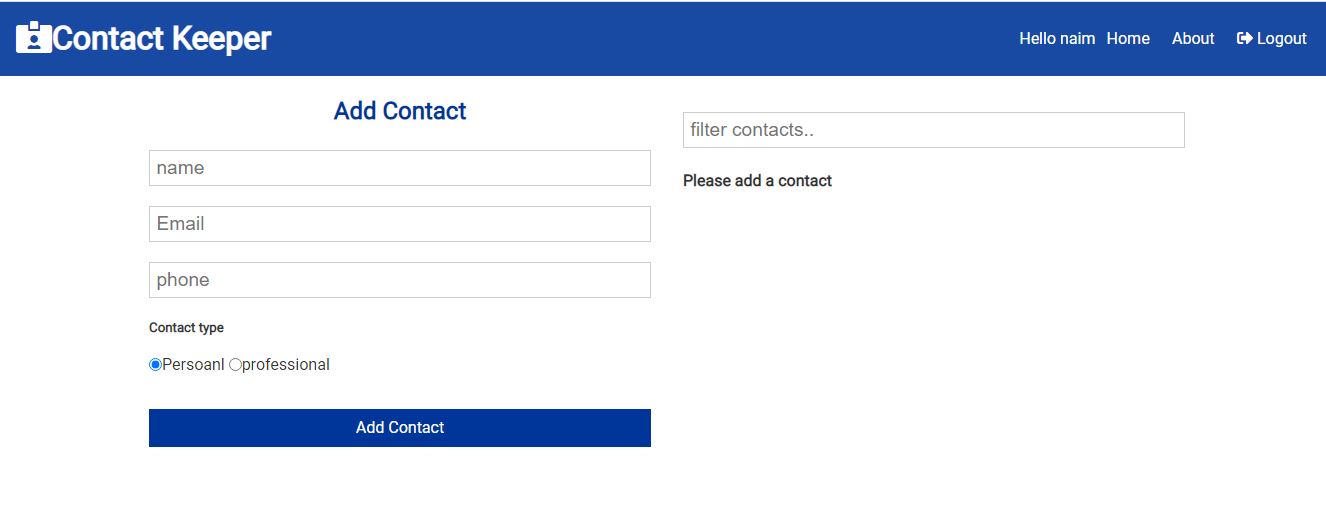 Contact Keeper
Hello naim Home About Logout
Add Contact
name
Email
phone
Contact type
Persoanl professional
Add Contact
filter contacts..
Please add a contact